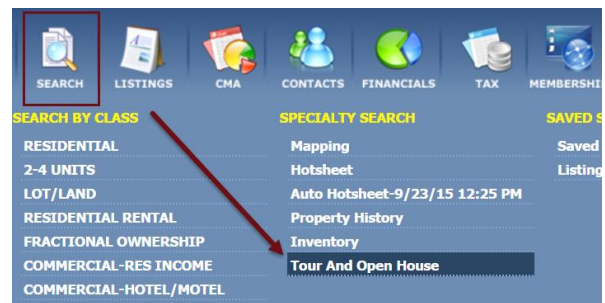 SEARCH LISTINGS CMA CONTACTS FINANCIALS TAX MEMBERSHI
SEARCH BY CLASS
RESIDENTIAL
2-4 UNITS
LOT/LAND
RESIDENTIAL RENTAL
FRACTIONAL OWNERSHIP
COMMERCIAL-RES INCOME
COMMERCIAL-HOTEL/MOTEL
SPECIALTY SEARCH
Mapping
Hotsheet
Auto Hotsheet-9/23/15 12:25 PM
Property History
Inventory
Tour And Open House
SAVED S
Saved
Listing